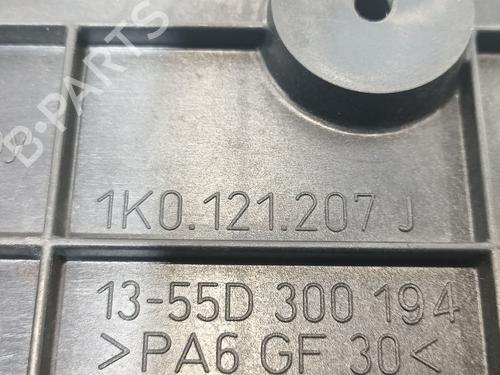 B-PARTS
1K0.121.207 J
13-55D 300 194
>PA6 GF 30<